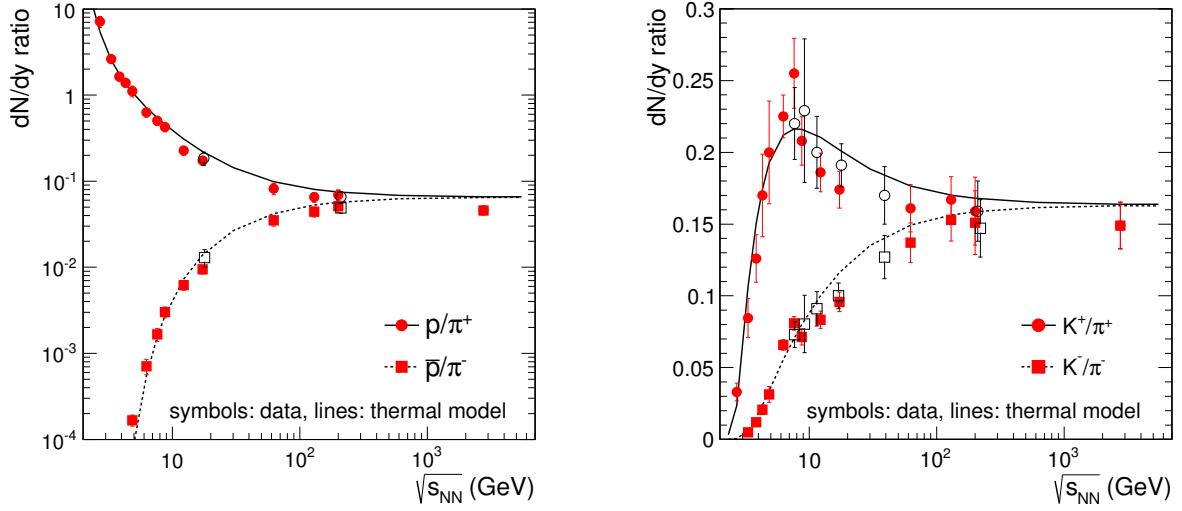 dN/dy ratio
10
1
10⁻¹
10⁻²
10⁻³
10⁻⁴
p/π⁺
p̅/π⁻
symbols: data, lines: thermal model
10 10² 10³
√s_NN (GeV)
dN/dy ratio
0.3
0.25
0.2
0.15
0.1
0.05
0
K⁺/π⁺
K⁻/π⁻
symbols: data, lines: thermal model
10 10² 10³
√s_NN (GeV)